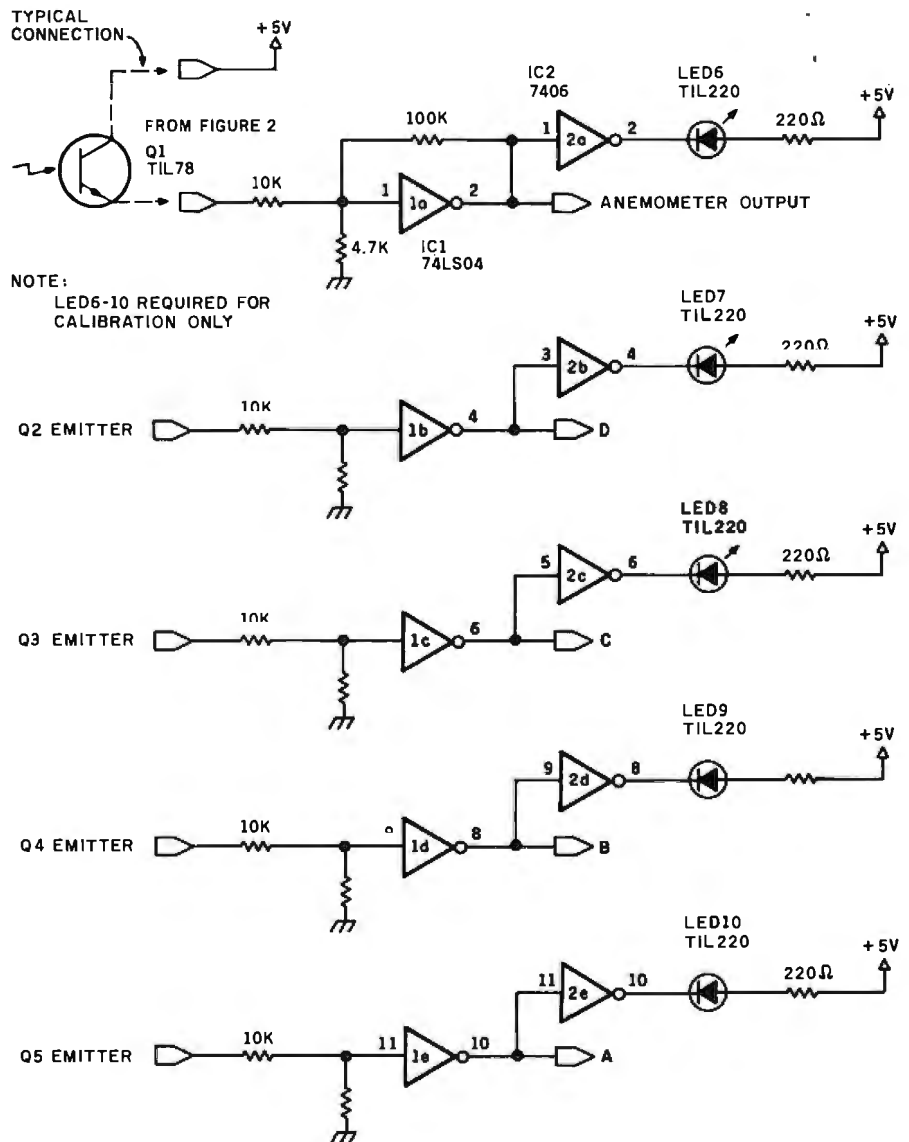 TYPICAL
CONNECTION
+5V
FROM FIGURE 2
Q1
TIL78
10K
100K
1
1a
2
4.7K
IC1
74LS04
IC2
7406
1
2a
2
LED6
TIL220
220Ω
+5V
ANEMOMETER OUTPUT
NOTE:
LED6-10 REQUIRED FOR
CALIBRATION ONLY
Q2 EMITTER
10K
1b
4
3
2b
4
LED7
TIL220
220Ω
+5V
D
Q3 EMITTER
10K
1c
6
5
2c
6
LED8
TIL220
220Ω
+5V
C
Q4 EMITTER
10K
1d
8
9
2d
8
LED9
TIL220
+5V
B
Q5 EMITTER
10K
11
1e
10
11
2e
10
LED10
TIL220
220Ω
+5V
A